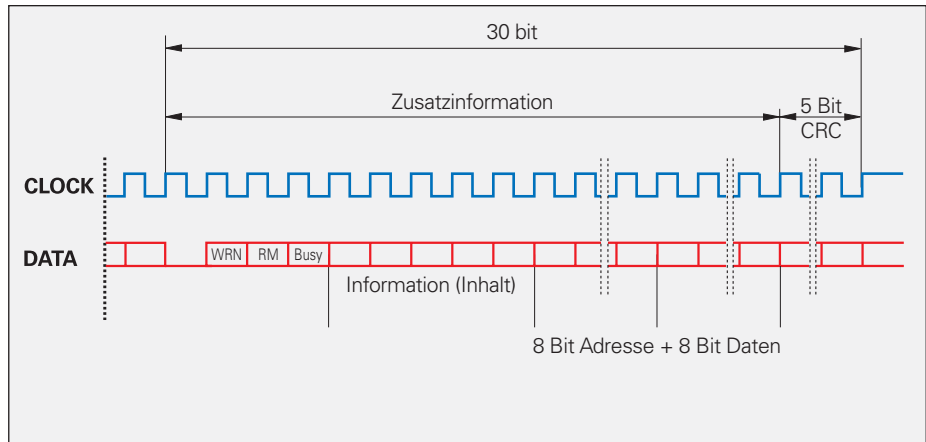 30 bit
Zusatzinformation
5 Bit
CRC
CLOCK
DATA
WRN RM Busy
Information (Inhalt)
8 Bit Adresse + 8 Bit Daten